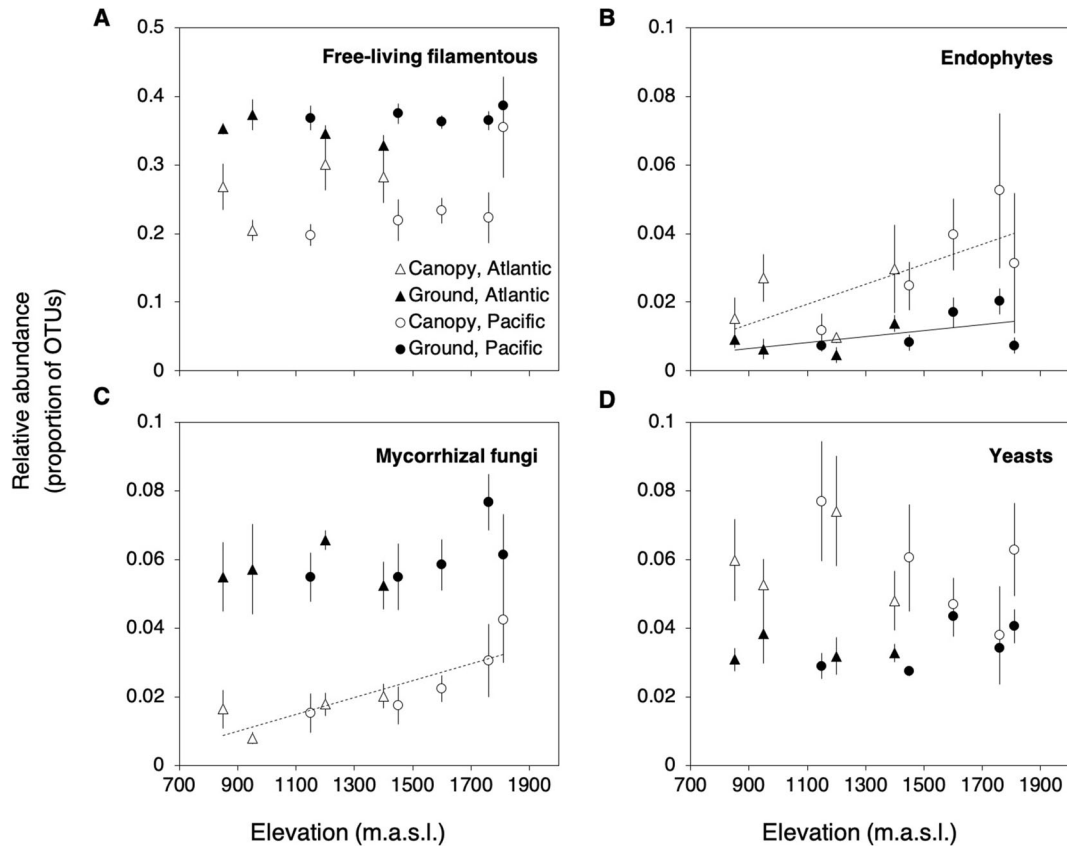 A
B
Free-living filamentous
Endophytes
0.5
0.4
0.3
0.2
0.1
0
0.1
0.08
0.06
0.04
0.02
0
Canopy, Atlantic
Ground, Atlantic
Canopy, Pacific
Ground, Pacific
Relative abundance
(proportion of OTUs)
C
D
Mycorrhizal fungi
Yeasts
0.1
0.08
0.06
0.04
0.02
0
0.1
0.08
0.06
0.04
0.02
0
700 900 1100 1300 1500 1700 1900
700 900 1100 1300 1500 1700 1900
Elevation (m.a.s.l.)
Elevation (m.a.s.l.)